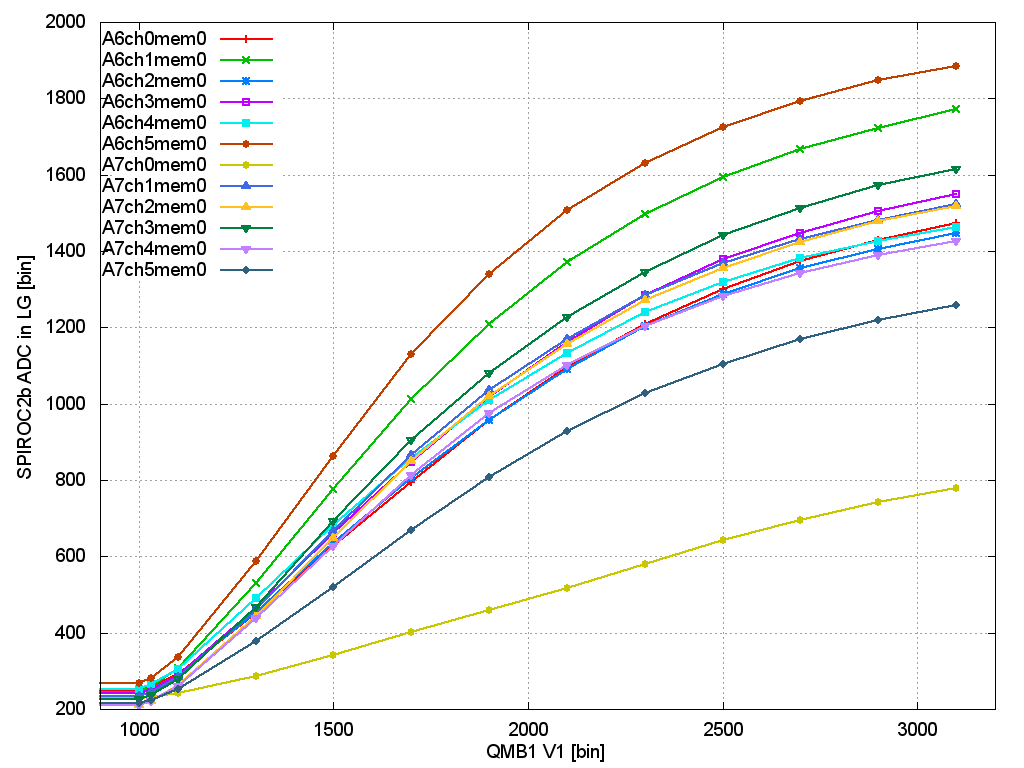 2000
1800
1600
1400
1200
1000
800
600
400
200
SPIROC2b ADC in LG [bin]
A6ch0mem0
A6ch1mem0
A6ch2mem0
A6ch3mem0
A6ch4mem0
A6ch5mem0
A7ch0mem0
A7ch1mem0
A7ch2mem0
A7ch3mem0
A7ch4mem0
A7ch5mem0
1000 1500 2000 2500 3000
QMB1 V1 [bin]